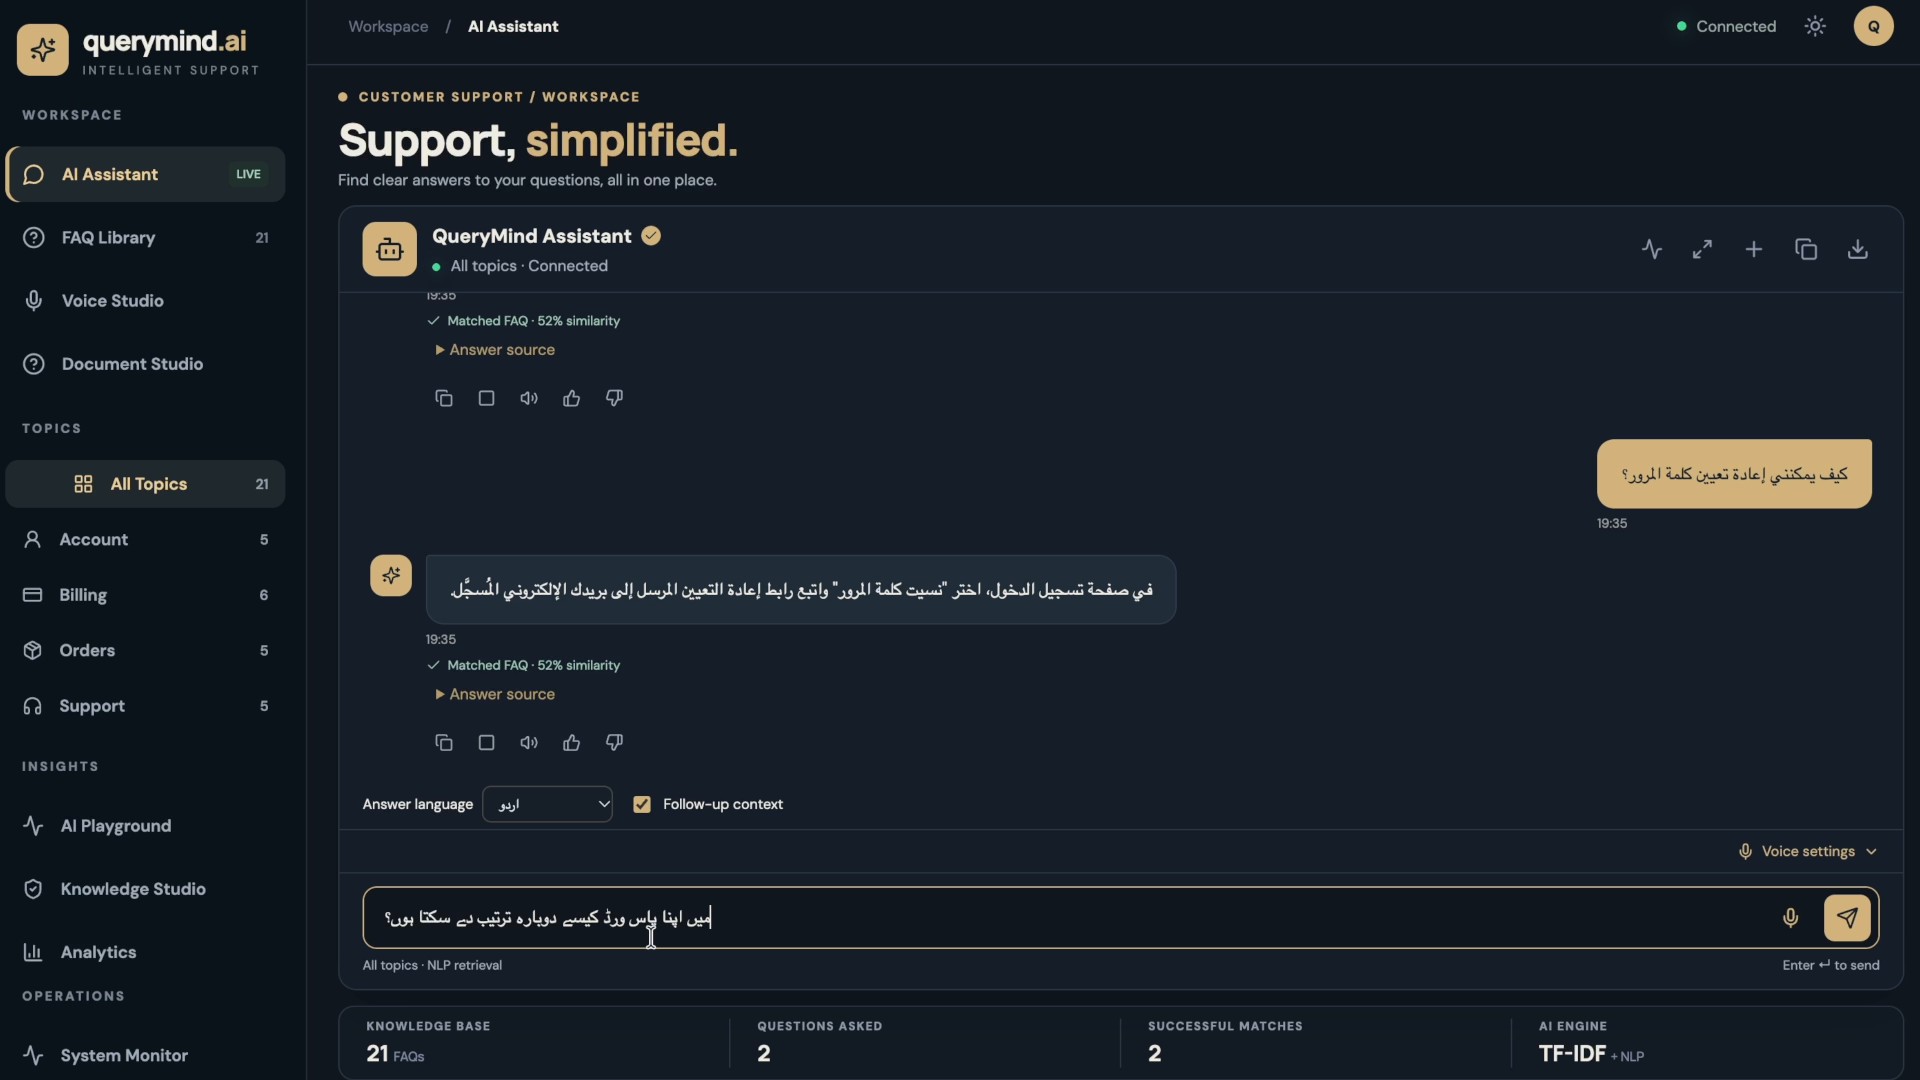 querymind.ai
INTELLIGENT SUPPORT
WORKSPACE
AI Assistant
LIVE
FAQ Library
21
Voice Studio
Document Studio
TOPICS
All Topics
21
Account
5
Billing
6
Orders
5
Support
5
INSIGHTS
AI Playground
Knowledge Studio
Analytics
OPERATIONS
System Monitor
Workspace / AI Assistant
Connected
Q
CUSTOMER SUPPORT / WORKSPACE
Support, simplified.
Find clear answers to your questions, all in one place.
QueryMind Assistant
All topics · Connected
19:35
Matched FAQ · 52% similarity
Answer source
كيف يمكنني إعادة تعيين كلمة المرور؟
19:35
في صفحة تسجيل الدخول، اختر "نسيت كلمة المرور" واتبع رابط إعادة التعيين المرسل إلى بريدك الإلكتروني المُسجَّل.
19:35
Matched FAQ · 52% similarity
Answer source
Answer language
اردو
Follow-up context
Voice settings
میں اپنا پاس ورڈ کیسے دوبارہ ترتیب دے سکتا ہوں؟
All topics · NLP retrieval
Enter ↵ to send
KNOWLEDGE BASE
21 FAQs
QUESTIONS ASKED
2
SUCCESSFUL MATCHES
2
AI ENGINE
TF-IDF + NLP